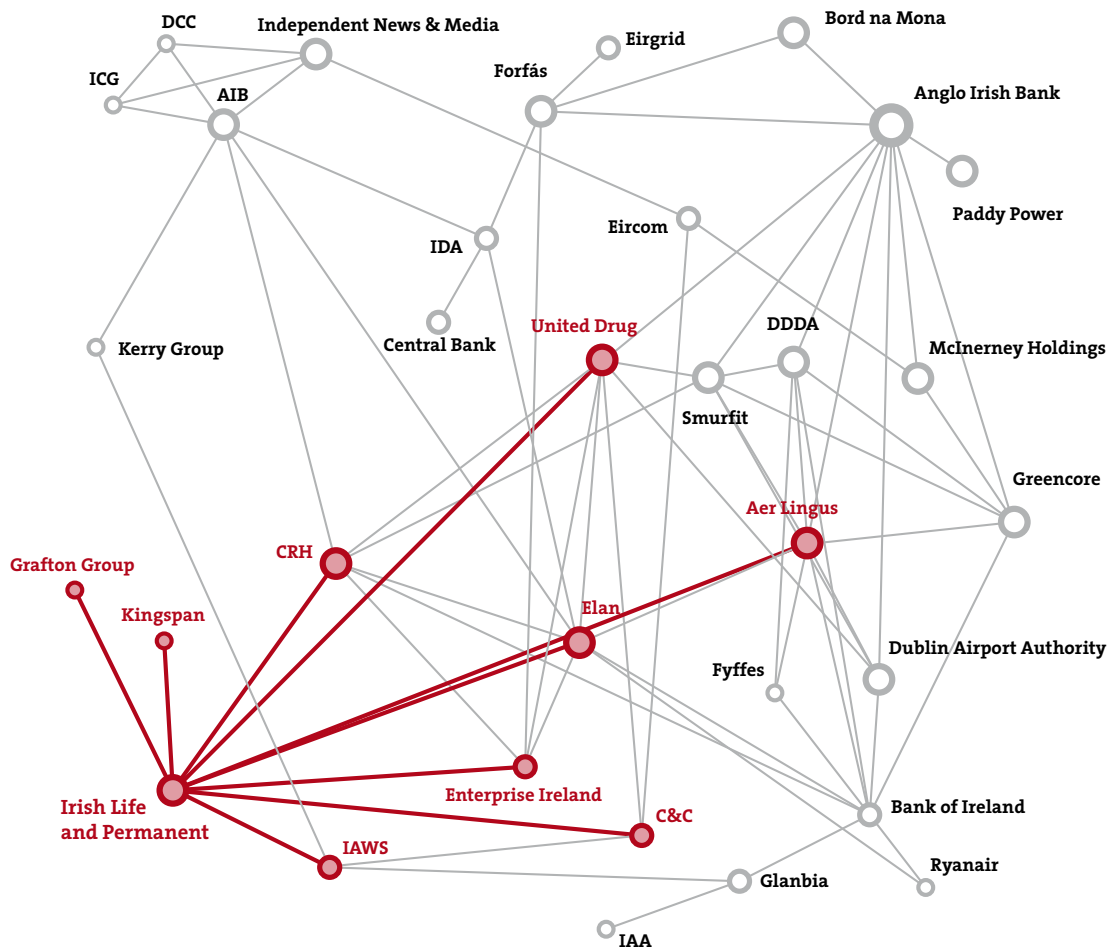 DCC
Independent News & Media
Bord na Mona
Eirgrid
Forfás
ICG
AIB
Anglo Irish Bank
Paddy Power
Eircom
IDA
United Drug
DDDA
Central Bank
Kerry Group
McInerney Holdings
Smurfit
Greencore
Aer Lingus
CRH
Grafton Group
Kingspan
Elan
Dublin Airport Authority
Fyffes
Enterprise Ireland
Irish Life
and Permanent
Bank of Ireland
C&C
IAWS
Ryanair
Glanbia
IAA